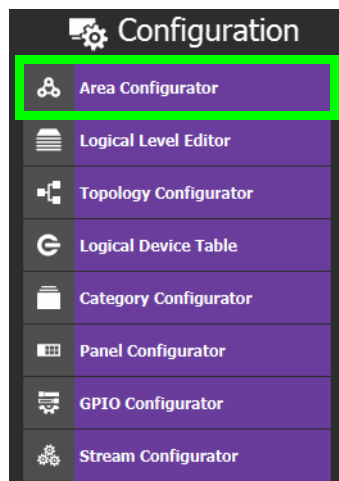 Configuration
Area Configurator
Logical Level Editor
Topology Configurator
Logical Device Table
Category Configurator
Panel Configurator
GPIO Configurator
Stream Configurator